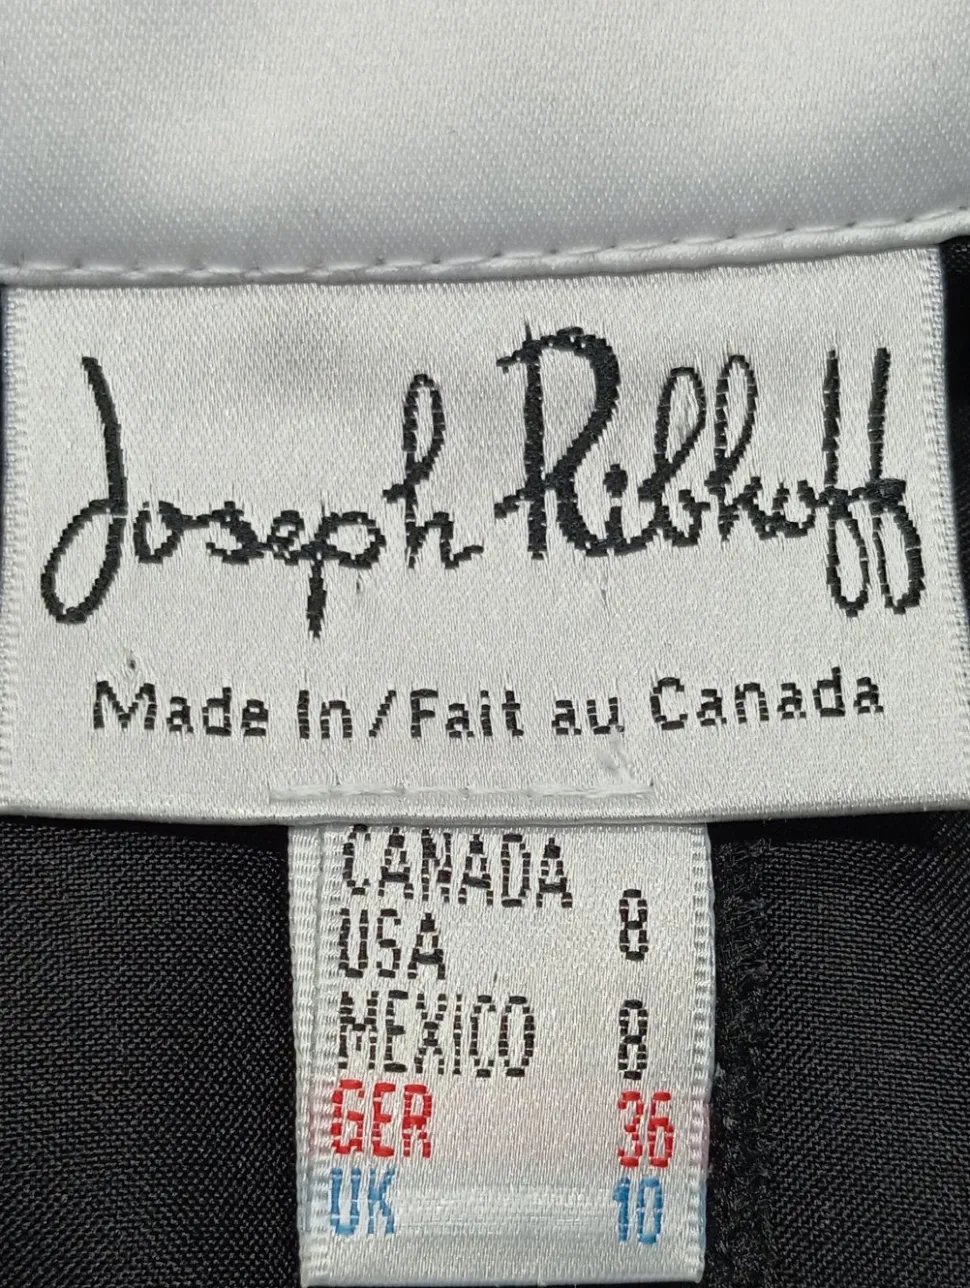 Joseph Ribkoff
Made In/Fait au Canada
CANADA
USA 8
MEXICO 8
GER 36
UK 10